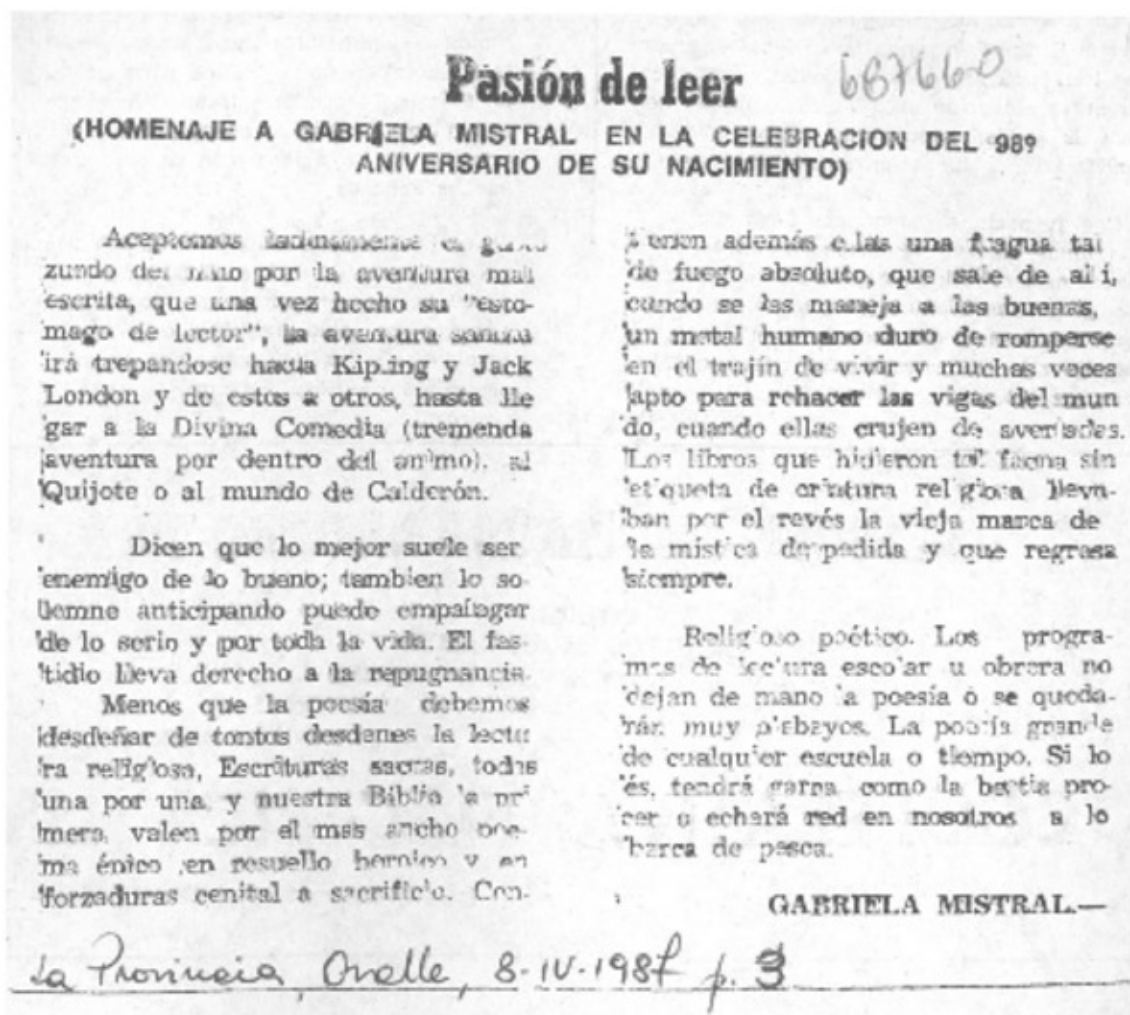 Pasión de leer
687660
(HOMENAJE A GABRIELA MISTRAL EN LA CELEBRACION DEL 98º
ANIVERSARIO DE SU NACIMIENTO)
Aceptemos
zundo del por la aventura mal
escrita, que una vez hecho su "esto-
mago de lector", la aventura
irá trepandose hacia Kipling y Jack
London y de estos a otros, hasta lle
gar a la Divina Comedia (tremenda
aventura por dentro del animo), al
Quijote o al mundo de Calderón.
Dicen que lo mejor suele ser
enemigo de lo bueno; tambien lo so-
lemne anticipando puede empalagar
de lo serio y por toda la vida. El fas-
tidio lleva derecho a la repugnancia.
Menos que la poesía debemos
desdeñar de tontos desdenes la lectu
ra religiosa, Escrituras sacras, todas
una por una, y nuestra Biblia la pri
mera, valen por el mas ancho poe-
ma épico en resuello heroico y en
forzaduras cenital a sacrificio. Con-
tienen además ellas una fragua tal
de fuego absoluto, que sale de allí,
cundo se las maneja a las buenas,
un metal humano duro de romperse
en el trajín de vivir y muchas veces
apto para rehacer las vigas del mun
do, cuando ellas crujen de averiadas.
Los libros que hicieron tal faena sin
etiqueta de criatura religiosa lleva-
ban por el revés la vieja marca de
la mística despedida y que regresa
siempre.
Religioso poético. Los progra-
mas de lectura escolar u obrera no
dejan de mano la poesía o se queda-
rán muy plebayos. La poesía grande
de cualquier escuela o tiempo. Si lo
és, tendrá garra como la bestia pro-
cer o echará red en nosotros a lo
barca de pesca.
GABRIELA MISTRAL.—
La Provincia, Ovalle, 8-IV-1987 p. 3